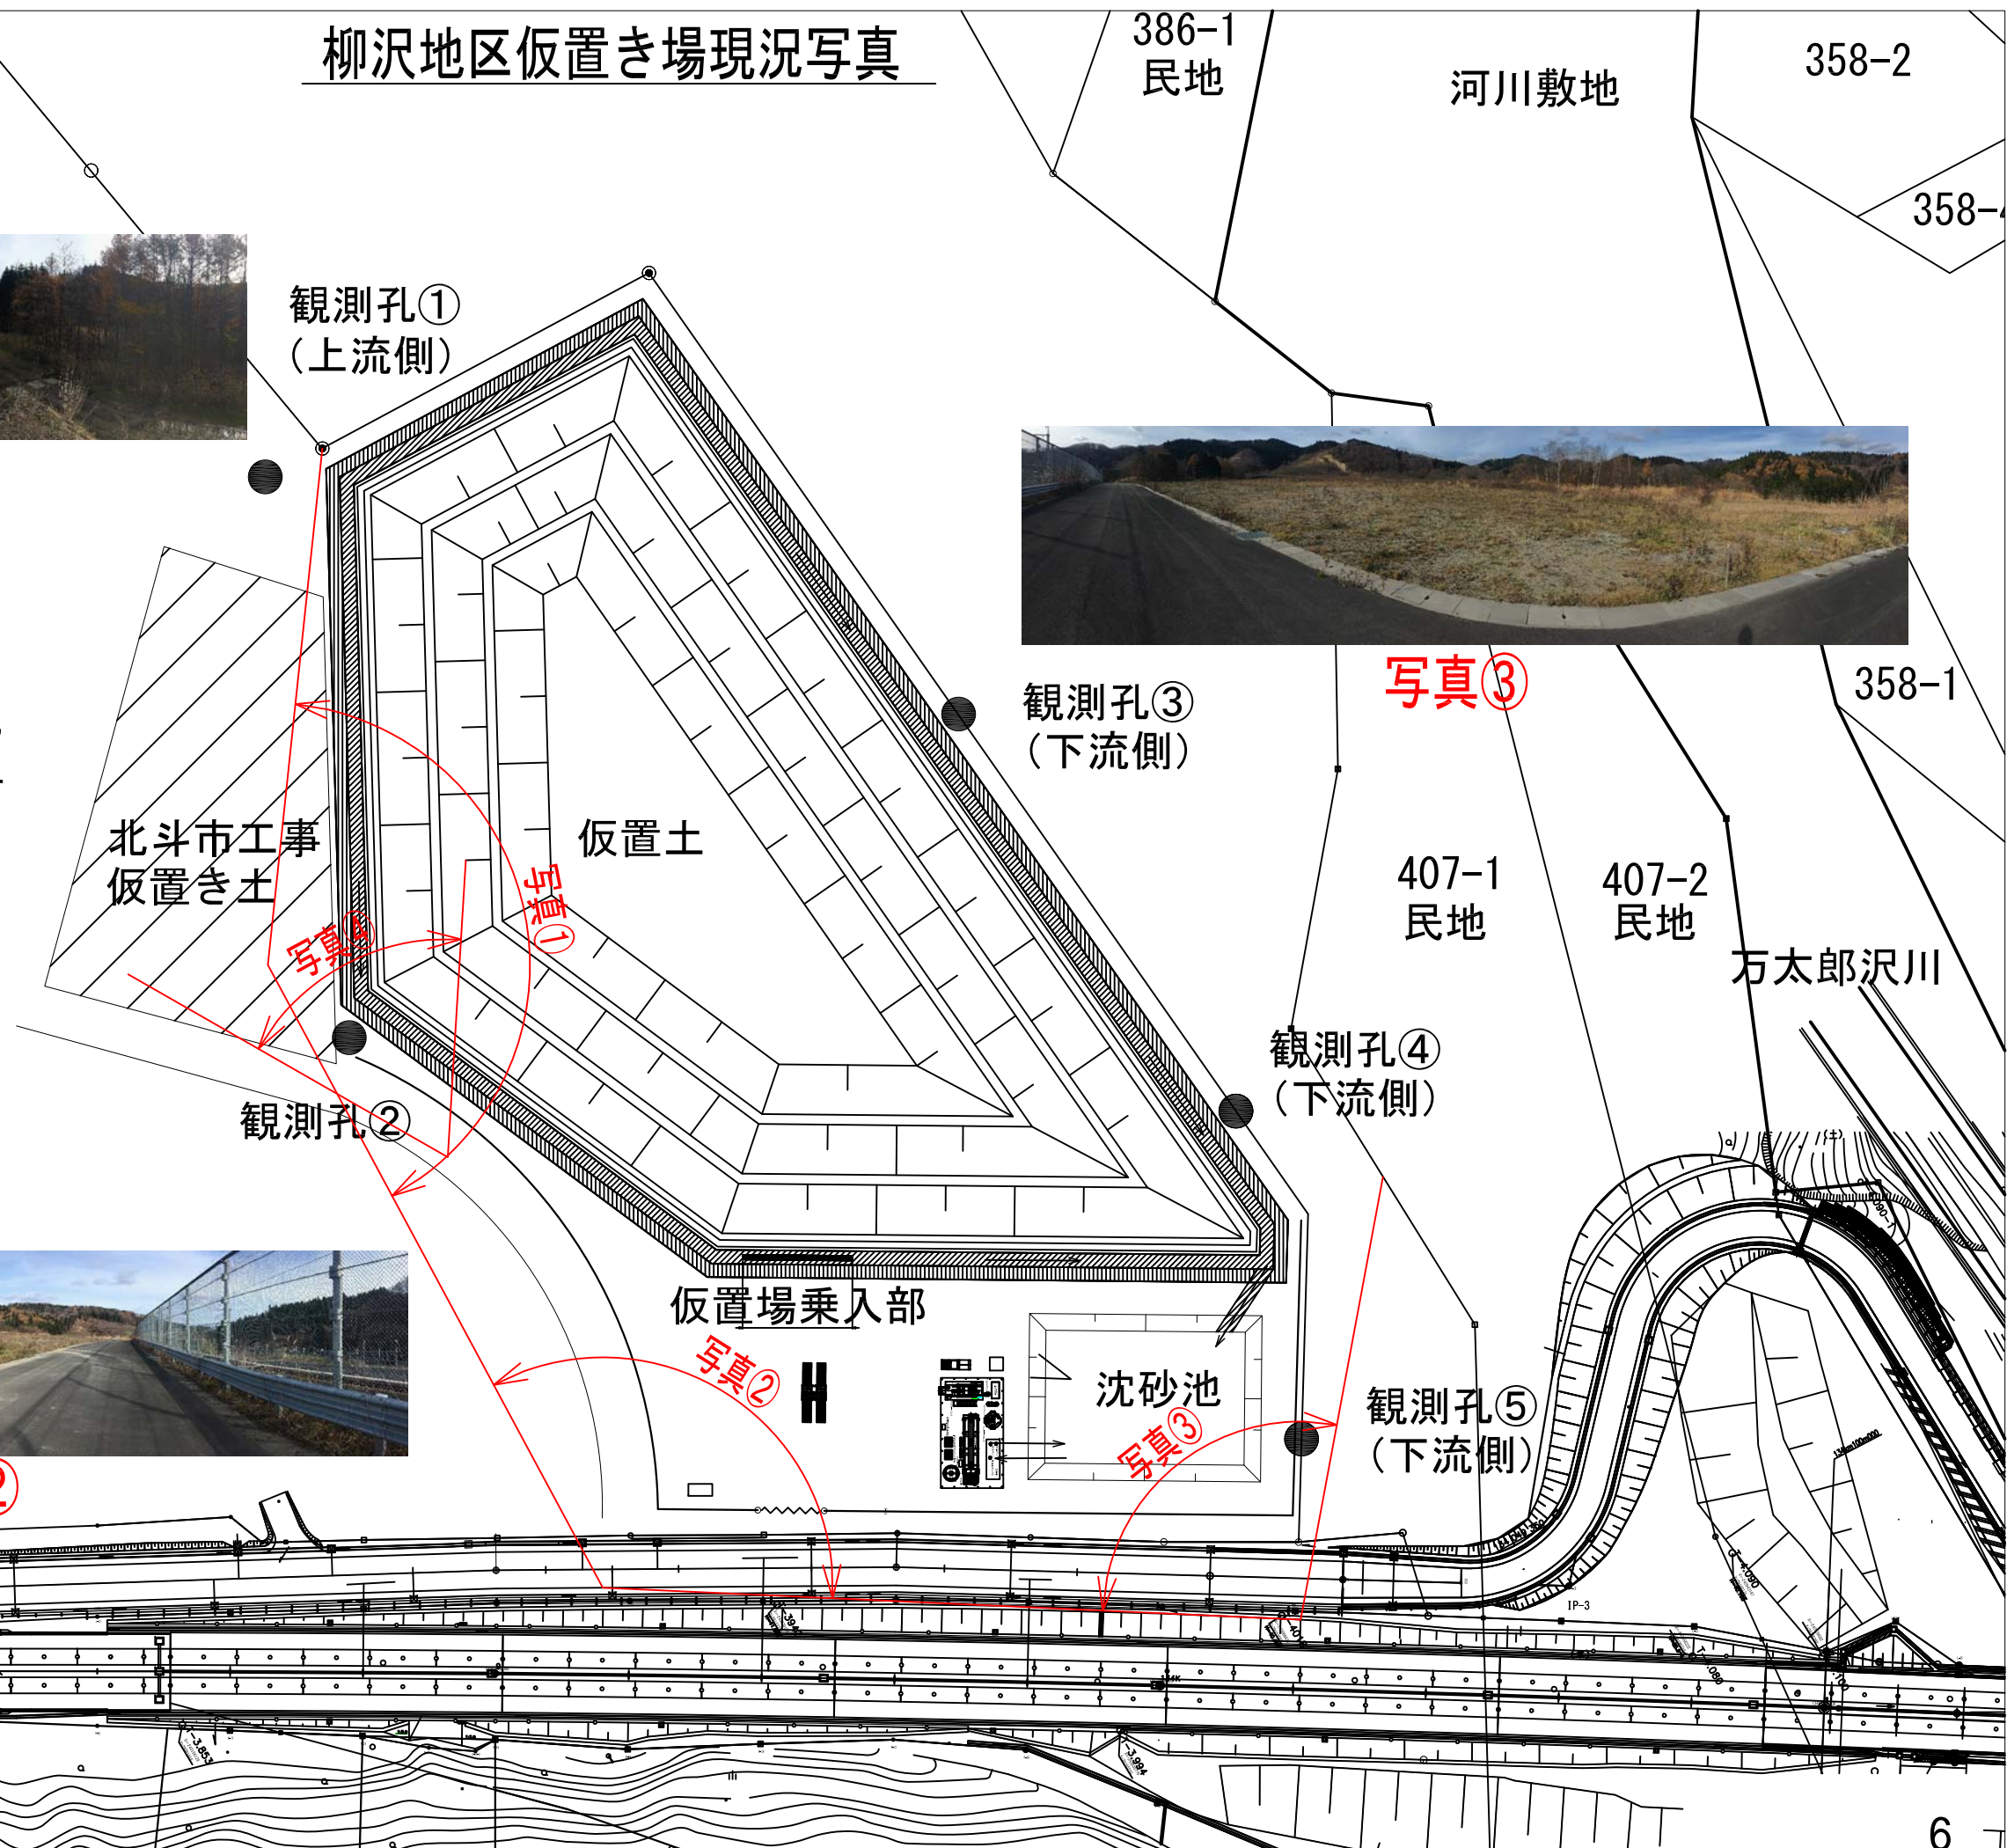 柳沢地区仮置き場現況写真
386-1
民地
河川敷地
358-2
観測孔①
（上流側）
写真③
358-1
観測孔③
（下流側）
北斗市工事
仮置き土
仮置土
写真①
写真④
407-1
民地
407-2
民地
万太郎沢川
観測孔④
（下流側）
観測孔②
仮置場乗入部
写真②
沈砂池
写真③
観測孔⑤
（下流側）
IP-3
6